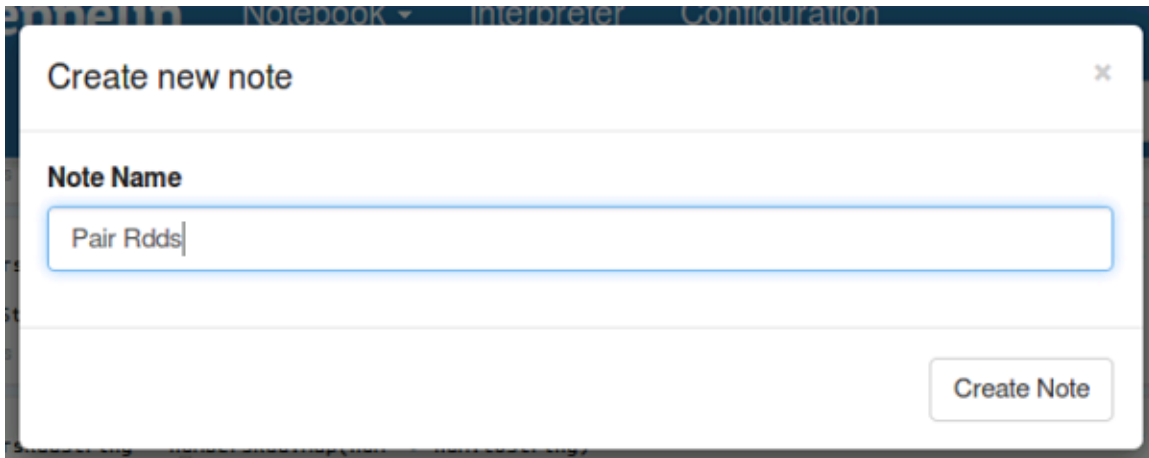 Notebook Interpreter Configuration
Create new note
×
Note Name
Pair Rdds
Create Note